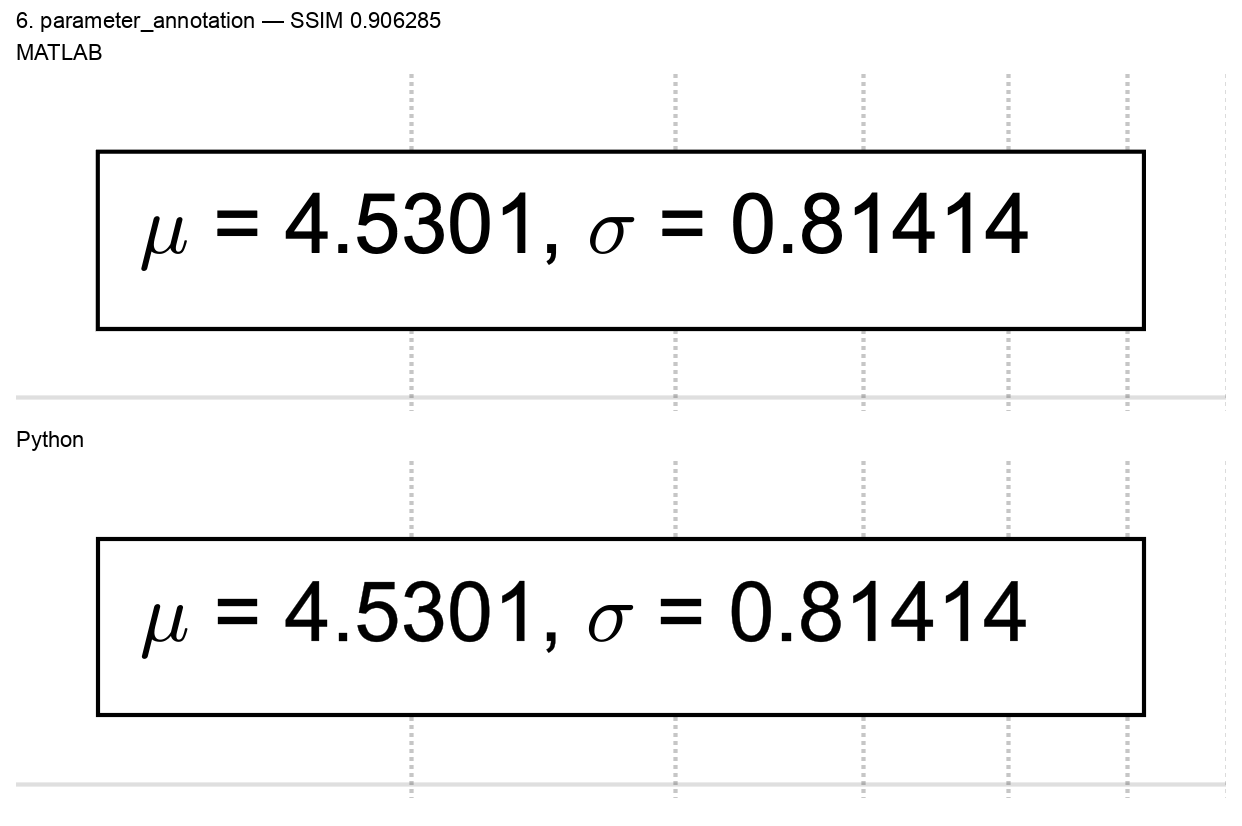 6. parameter_annotation — SSIM 0.906285
MATLAB
μ = 4.5301, σ = 0.81414
Python
μ = 4.5301, σ = 0.81414